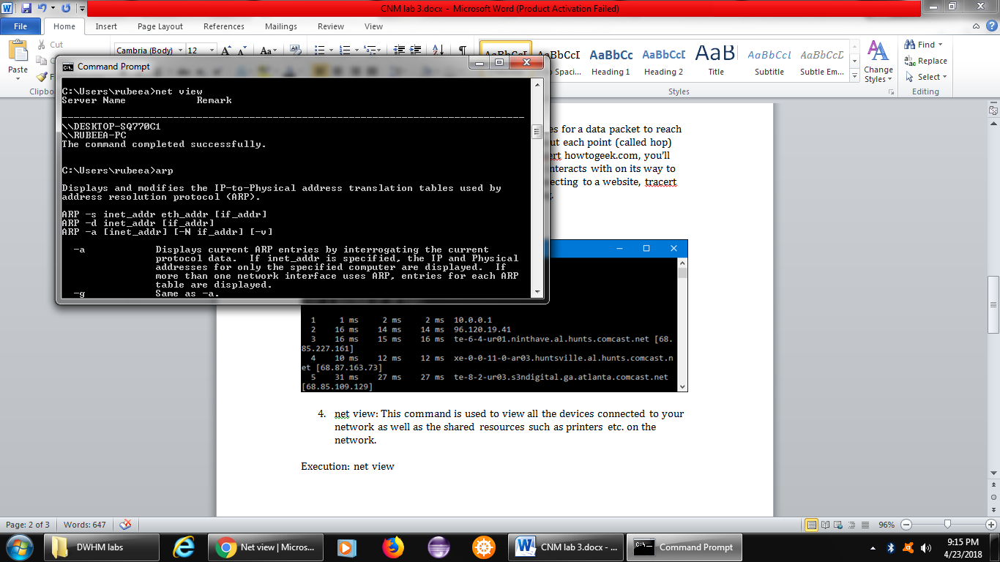 CNM lab 3.docx - Microsoft Word (Product Activation Failed)
File Home Insert Page Layout References Mailings Review View
Paste
Cut
Cambria (Body) 12
AaBbCc AaBbCcDd AaB AaBbCcL AaBbCcD
Heading 1 Heading 2 Title Subtitle Subtle Em...
Change
Styles
Find
Replace
Select
Styles Editing
Command Prompt
C:\Users\rubeea>net view
Server Name Remark
-------------------------------------------------------------------------------
\\DESKTOP-SQ770C1
\\RUBEEA-PC
The command completed successfully.
C:\Users\rubeea>arp
Displays and modifies the IP-to-Physical address translation tables used by
address resolution protocol (ARP).
ARP -s inet_addr eth_addr [if_addr]
ARP -d inet_addr [if_addr]
ARP -a [inet_addr] [-N if_addr] [-v]
-a Displays current ARP entries by interrogating the current
protocol data. If inet_addr is specified, the IP and Physical
addresses for only the specified computer are displayed. If
more than one network interface uses ARP, entries for each ARP
table are displayed.
-g Same as -a.
for a data packet to reach
each point (called hop)
howtogeek.com, you'll
on its way to
to a website, tracert
1 1 ms 2 ms 2 ms 10.0.0.1
2 16 ms 14 ms 14 ms 96.120.19.41
3 16 ms 15 ms 16 ms te-6-4-ur01.ninthave.al.hunts.comcast.net [68.
85.227.161]
4 10 ms 12 ms 12 ms xe-0-0-11-0-ar03.huntsville.al.hunts.comcast.n
et [68.87.163.73]
5 31 ms 27 ms 27 ms te-8-2-ur03.s3ndigital.ga.atlanta.comcast.net
[68.85.109.129]
4. net view: This command is used to view all the devices connected to your
network as well as the shared resources such as printers etc. on the
network.
Execution: net view
Page: 2 of 3 Words: 647 96%
DWHM labs Net view | Micros... CNM lab 3.docx - ... Command Prompt
9:15 PM
4/23/2018